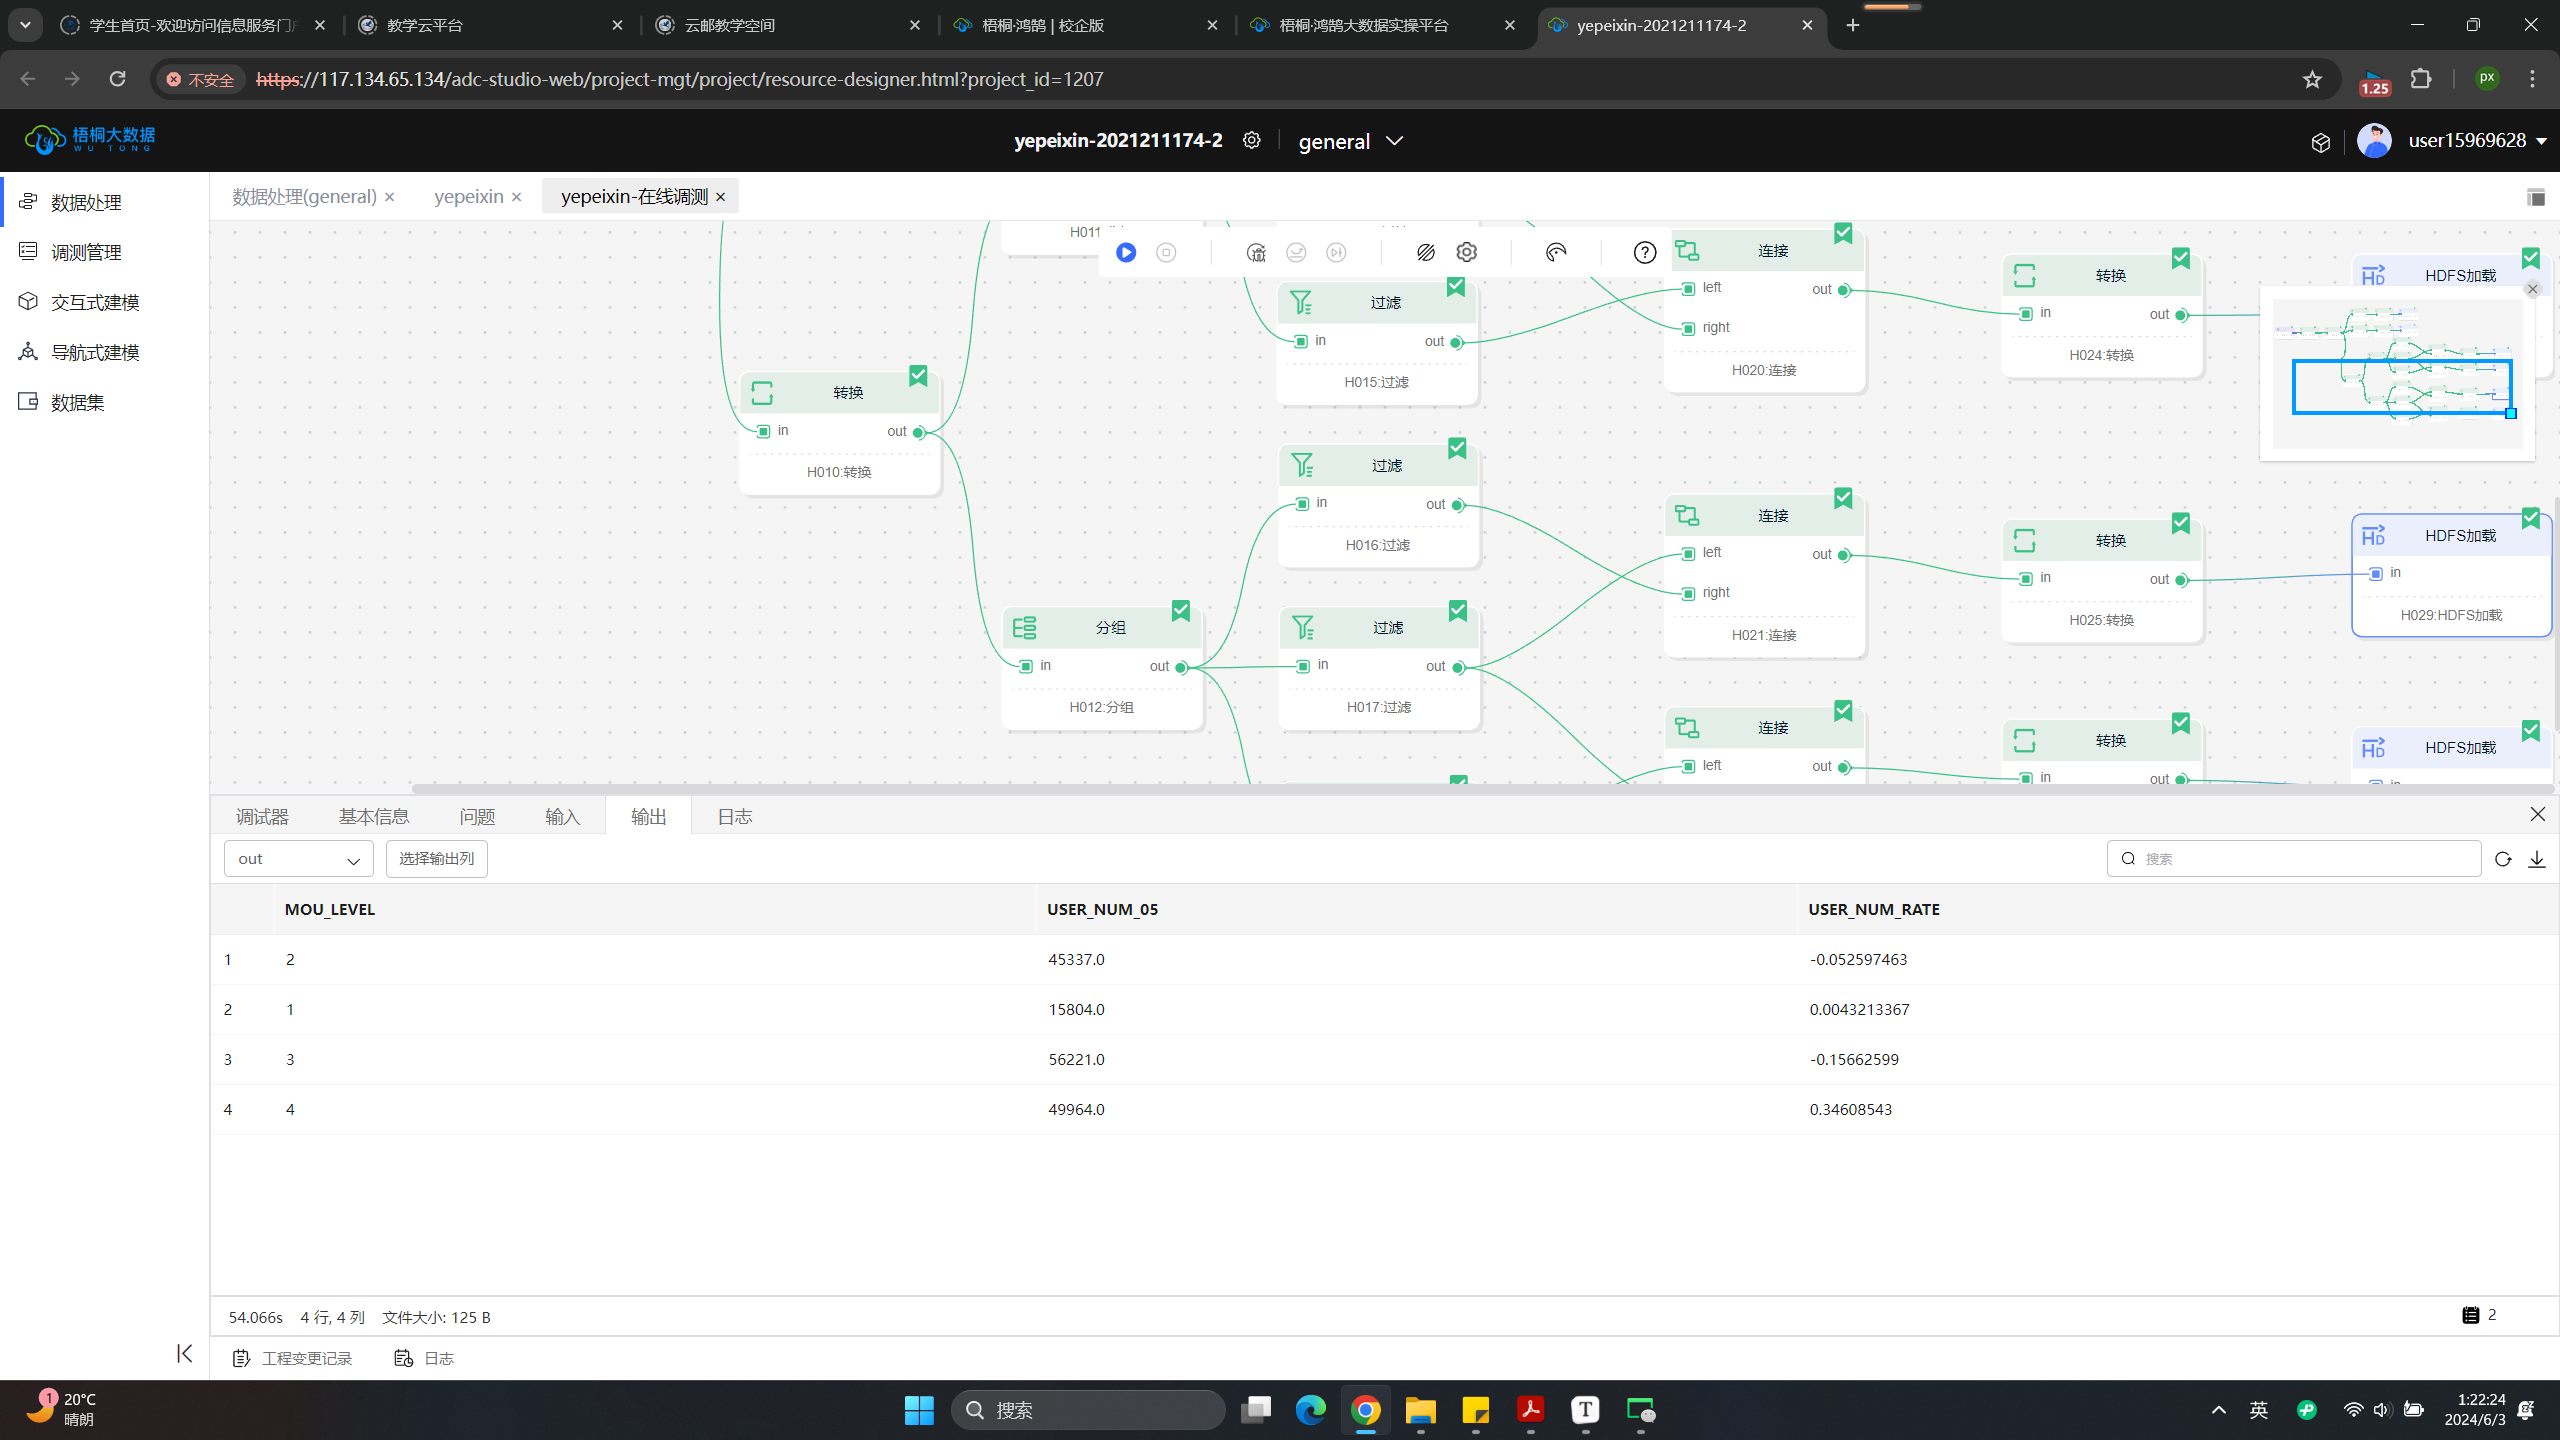 学生首页-欢迎访问信息服务门户
教学云平台
云邮教学空间
梧桐·鸿鹄 | 校企版
梧桐·鸿鹄大数据实操平台
yepeixin-2021211174-2
不安全
https://117.134.65.134/adc-studio-web/project-mgt/project/resource-designer.html?project_id=1207
1.25
px
梧桐大数据
WU TONG
yepeixin-2021211174-2
general
user15969628
数据处理
调测管理
交互式建模
导航式建模
数据集
数据处理(general)
yepeixin
yepeixin-在线调测
过滤
in
out
H015:过滤
连接
left
out
right
H020:连接
转换
in
out
H024:转换
HDFS加载
转换
in
out
H010:转换
过滤
in
out
H016:过滤
连接
left
out
right
H021:连接
转换
in
out
H025:转换
HD
HDFS加载
in
H029:HDFS加载
分组
in
out
H012:分组
过滤
in
out
H017:过滤
连接
left
out
转换
in
out
HD
HDFS加载
调试器
基本信息
问题
输入
输出
日志
out
选择输出列
搜索
MOU_LEVEL USER_NUM_05 USER_NUM_RATE
1 2 45337.0 -0.052597463
2 1 15804.0 0.0043213367
3 3 56221.0 -0.15662599
4 4 49964.0 0.34608543
54.066s 4 行, 4 列 文件大小: 125 B
2
工程变更记录
日志
1
20°C
晴朗
搜索
英
1:22:24
2024/6/3